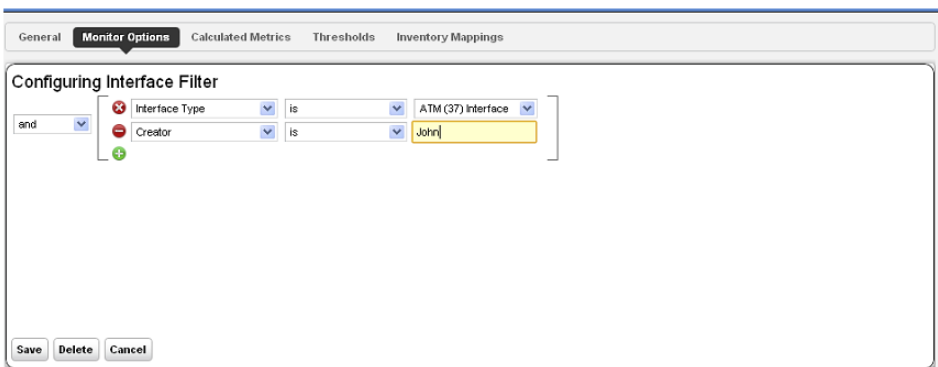 General Monitor Options Calculated Metrics Thresholds Inventory Mappings
Configuring Interface Filter
Interface Type is ATM (37) Interface
and
Creator is John
Save Delete Cancel